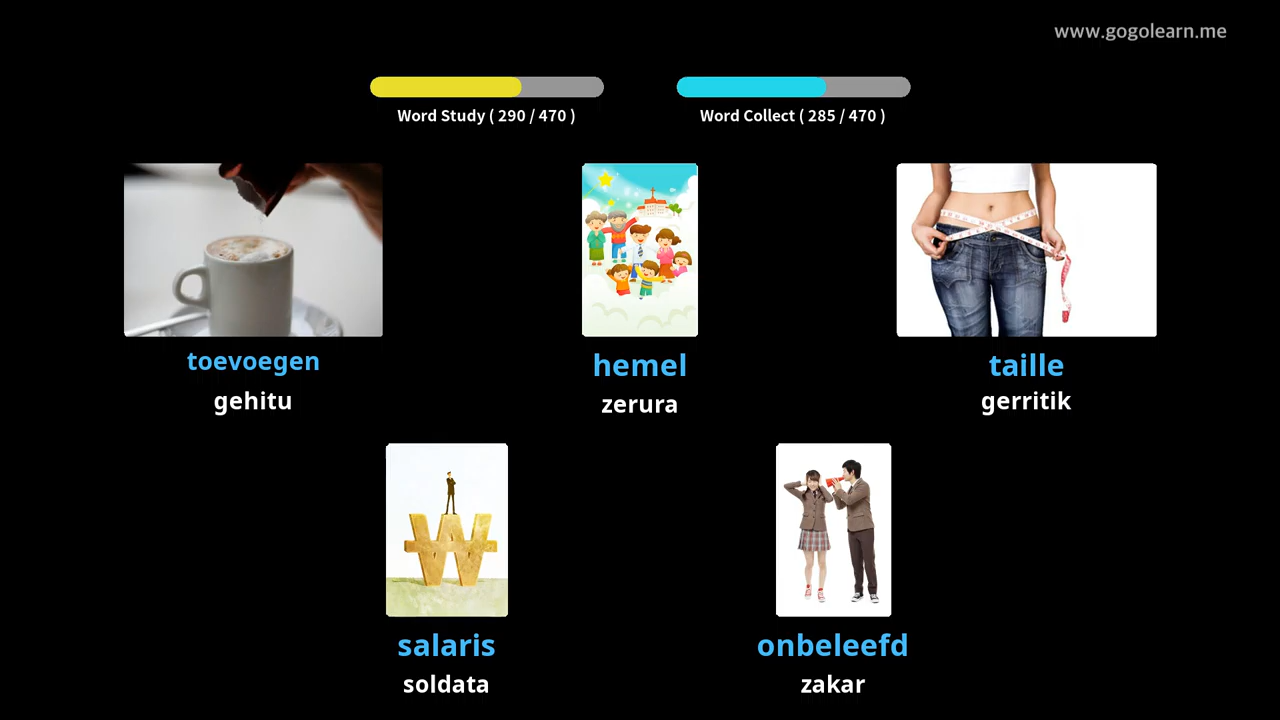 www.gogolearn.me
Word Study ( 290 / 470 )
Word Collect ( 285 / 470 )
toevoegen
gehitu
hemel
zerura
taille
gerritik
salaris
soldata
onbeleefd
zakar